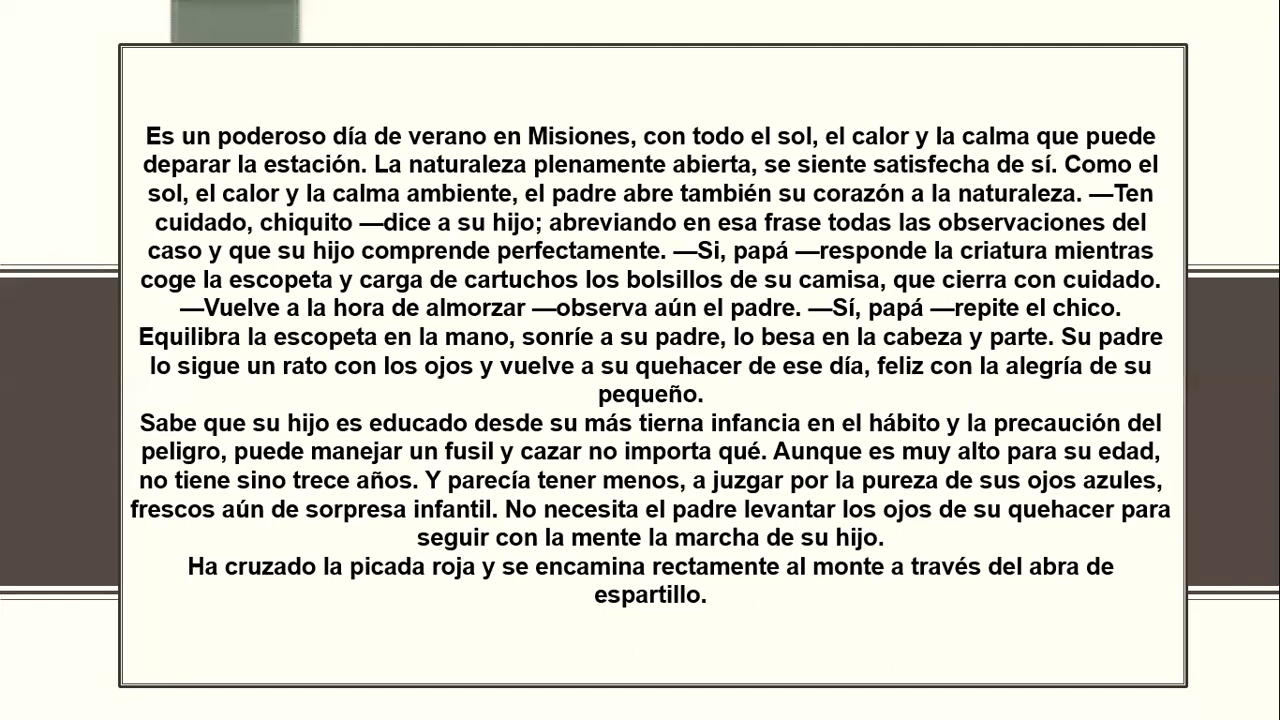 Es un poderoso día de verano en Misiones, con todo el sol, el calor y la calma que puede
deparar la estación. La naturaleza plenamente abierta, se siente satisfecha de sí. Como el
sol, el calor y la calma ambiente, el padre abre también su corazón a la naturaleza. —Ten
cuidado, chiquito —dice a su hijo; abreviando en esa frase todas las observaciones del
caso y que su hijo comprende perfectamente. —Si, papá —responde la criatura mientras
coge la escopeta y carga de cartuchos los bolsillos de su camisa, que cierra con cuidado.
—Vuelve a la hora de almorzar —observa aún el padre. —Sí, papá —repite el chico.
Equilibra la escopeta en la mano, sonríe a su padre, lo besa en la cabeza y parte. Su padre
lo sigue un rato con los ojos y vuelve a su quehacer de ese día, feliz con la alegría de su
pequeño.
Sabe que su hijo es educado desde su más tierna infancia en el hábito y la precaución del
peligro, puede manejar un fusil y cazar no importa qué. Aunque es muy alto para su edad,
no tiene sino trece años. Y parecía tener menos, a juzgar por la pureza de sus ojos azules,
frescos aún de sorpresa infantil. No necesita el padre levantar los ojos de su quehacer para
seguir con la mente la marcha de su hijo.
Ha cruzado la picada roja y se encamina rectamente al monte a través del abra de
espartillo.